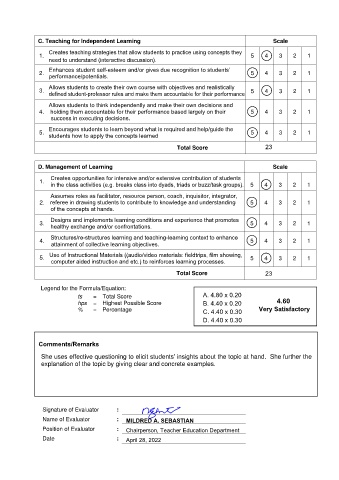 C. Teaching for Independent Learning Scale
1. Creates teaching strategies that allow students to practice using concepts they need to understand (interactive discussion). 5 4 3 2 1
2. Enhances student self-esteem and/or gives due recognition to students' performance/potentials. 5 4 3 2 1
3. Allows students to create their own course with objectives and realistically defined student-professor rules and make them accountable for their performance 5 4 3 2 1
4. Allows students to think independently and make their own decisions and holding them accountable for their performance based largely on their success in executing decisions. 5 4 3 2 1
5. Encourages students to learn beyond what is required and help/guide the students how to apply the concepts learned 5 4 3 2 1
Total Score 23
D. Management of Learning Scale
1. Creates opportunities for intensive and/or extensive contribution of students in the class activities (e.g. breaks class into dyads, triads or buzz/task groups). 5 4 3 2 1
2. Assumes roles as facilitator, resource person, coach, inquisitor, integrator, referee in drawing students to contribute to knowledge and understanding of the concepts at hands. 5 4 3 2 1
3. Designs and implements learning conditions and experience that promotes healthy exchange and/or confrontations. 5 4 3 2 1
4. Structures/re-structures learning and teaching-learning context to enhance attainment of collective learning objectives. 5 4 3 2 1
5. Use of Instructional Materials (audio/video materials: fieldtrips, film showing, computer aided instruction and etc.) to reinforces learning processes. 5 4 3 2 1
Total Score 23
Legend for the Formula/Equation:
ts = Total Score
hps = Highest Possible Score
% = Percentage
A. 4.80 x 0.20
B. 4.40 x 0.20
C. 4.40 x 0.30
D. 4.40 x 0.30
4.60
Very Satisfactory
Comments/Remarks
She uses effective questioning to elicit students' insights about the topic at hand. She further the
explanation of the topic by giving clear and concrete examples.
Signature of Evaluator :
Name of Evaluator : MILDRED A. SEBASTIAN
Position of Evaluator : Chairperson, Teacher Education Department
Date : April 28, 2022